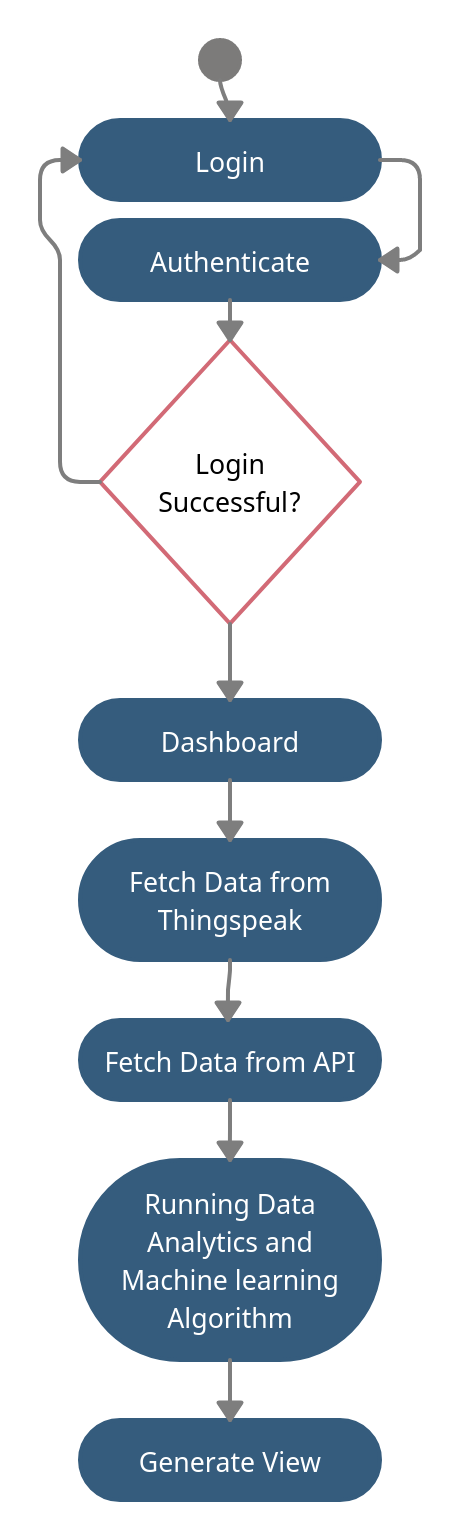 Login
Authenticate
Login
Successful?
Dashboard
Fetch Data from
Thingspeak
Fetch Data from API
Running Data
Analytics and
Machine learning
Algorithm
Generate View